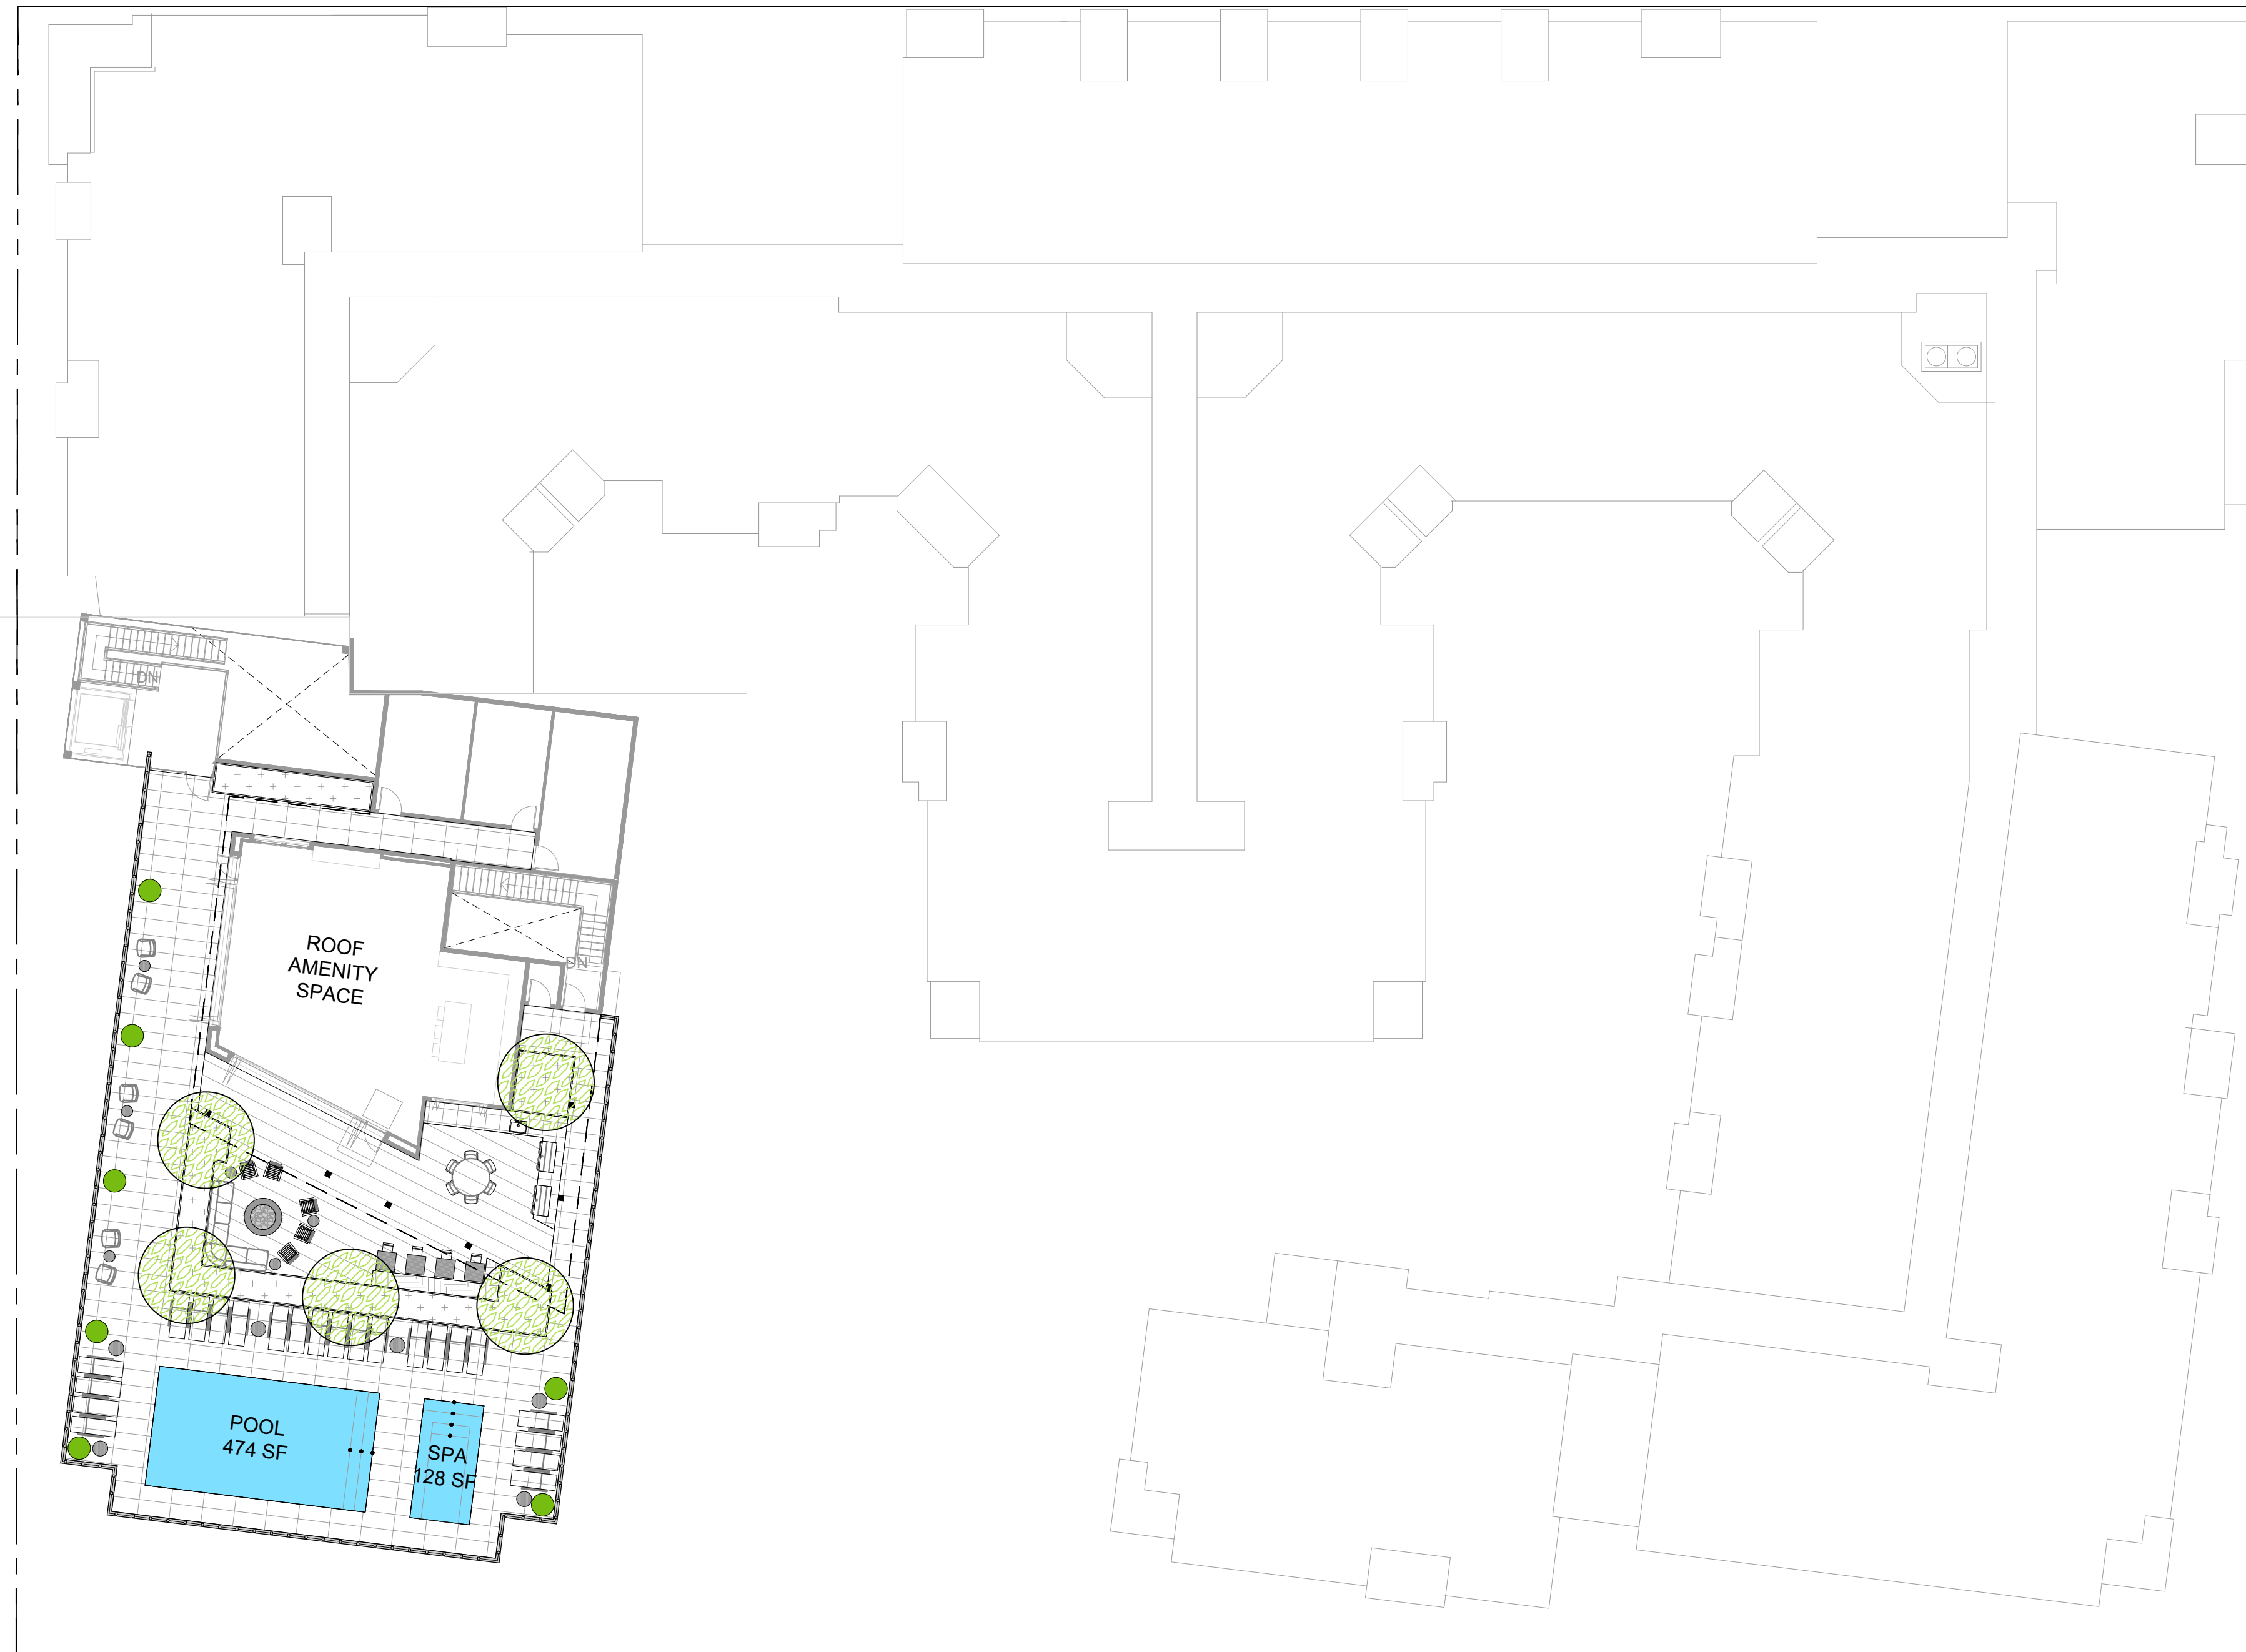 DN
ROOF
AMENITY
SPACE
DN
POOL
474 SF
SPA
128 SF